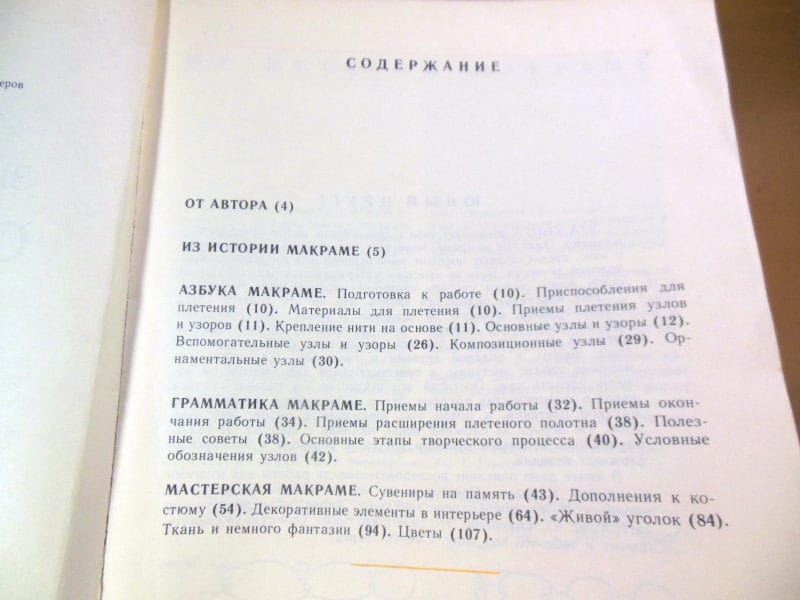 еров
СОДЕРЖАНИЕ
ОТ АВТОРА (4)
ИЗ ИСТОРИИ МАКРАМЕ (5)
АЗБУКА МАКРАМЕ. Подготовка к работе (10). Приспособления для
плетения (10). Материалы для плетения (10). Приемы плетения узлов
и узоров (11). Крепление нити на основе (11). Основные узлы и узоры (12).
Вспомогательные узлы и узоры (26). Композиционные узлы (29). Ор-
наментальные узлы (30).
ГРАММАТИКА МАКРАМЕ. Приемы начала работы (32). Приемы окон-
чания работы (34). Приемы расширения плетеного полотна (38). Полез-
ные советы (38). Основные этапы творческого процесса (40). Условные
обозначения узлов (42).
МАСТЕРСКАЯ МАКРАМЕ. Сувениры на память (43). Дополнения к ко-
стюму (54). Декоративные элементы в интерьере (64). «Живой» уголок (84).
Ткань и немного фантазии (94). Цветы (107).